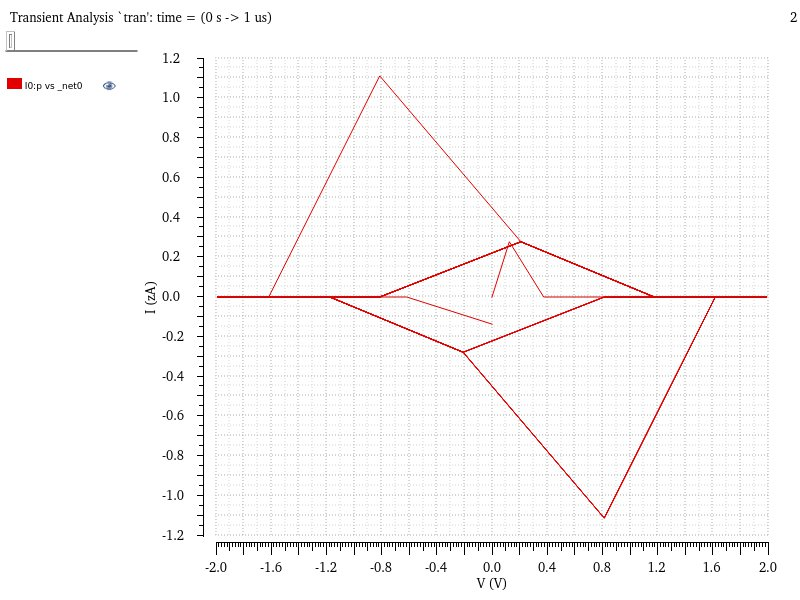 Transient Analysis `tran': time = (0 s -> 1 us)
2
I0:p vs _net0
1.2
1.0
0.8
0.6
0.4
0.2
0.0
-0.2
-0.4
-0.6
-0.8
-1.0
-1.2
I (zA)
-2.0 -1.6 -1.2 -0.8 -0.4 0.0 0.4 0.8 1.2 1.6 2.0
V (V)